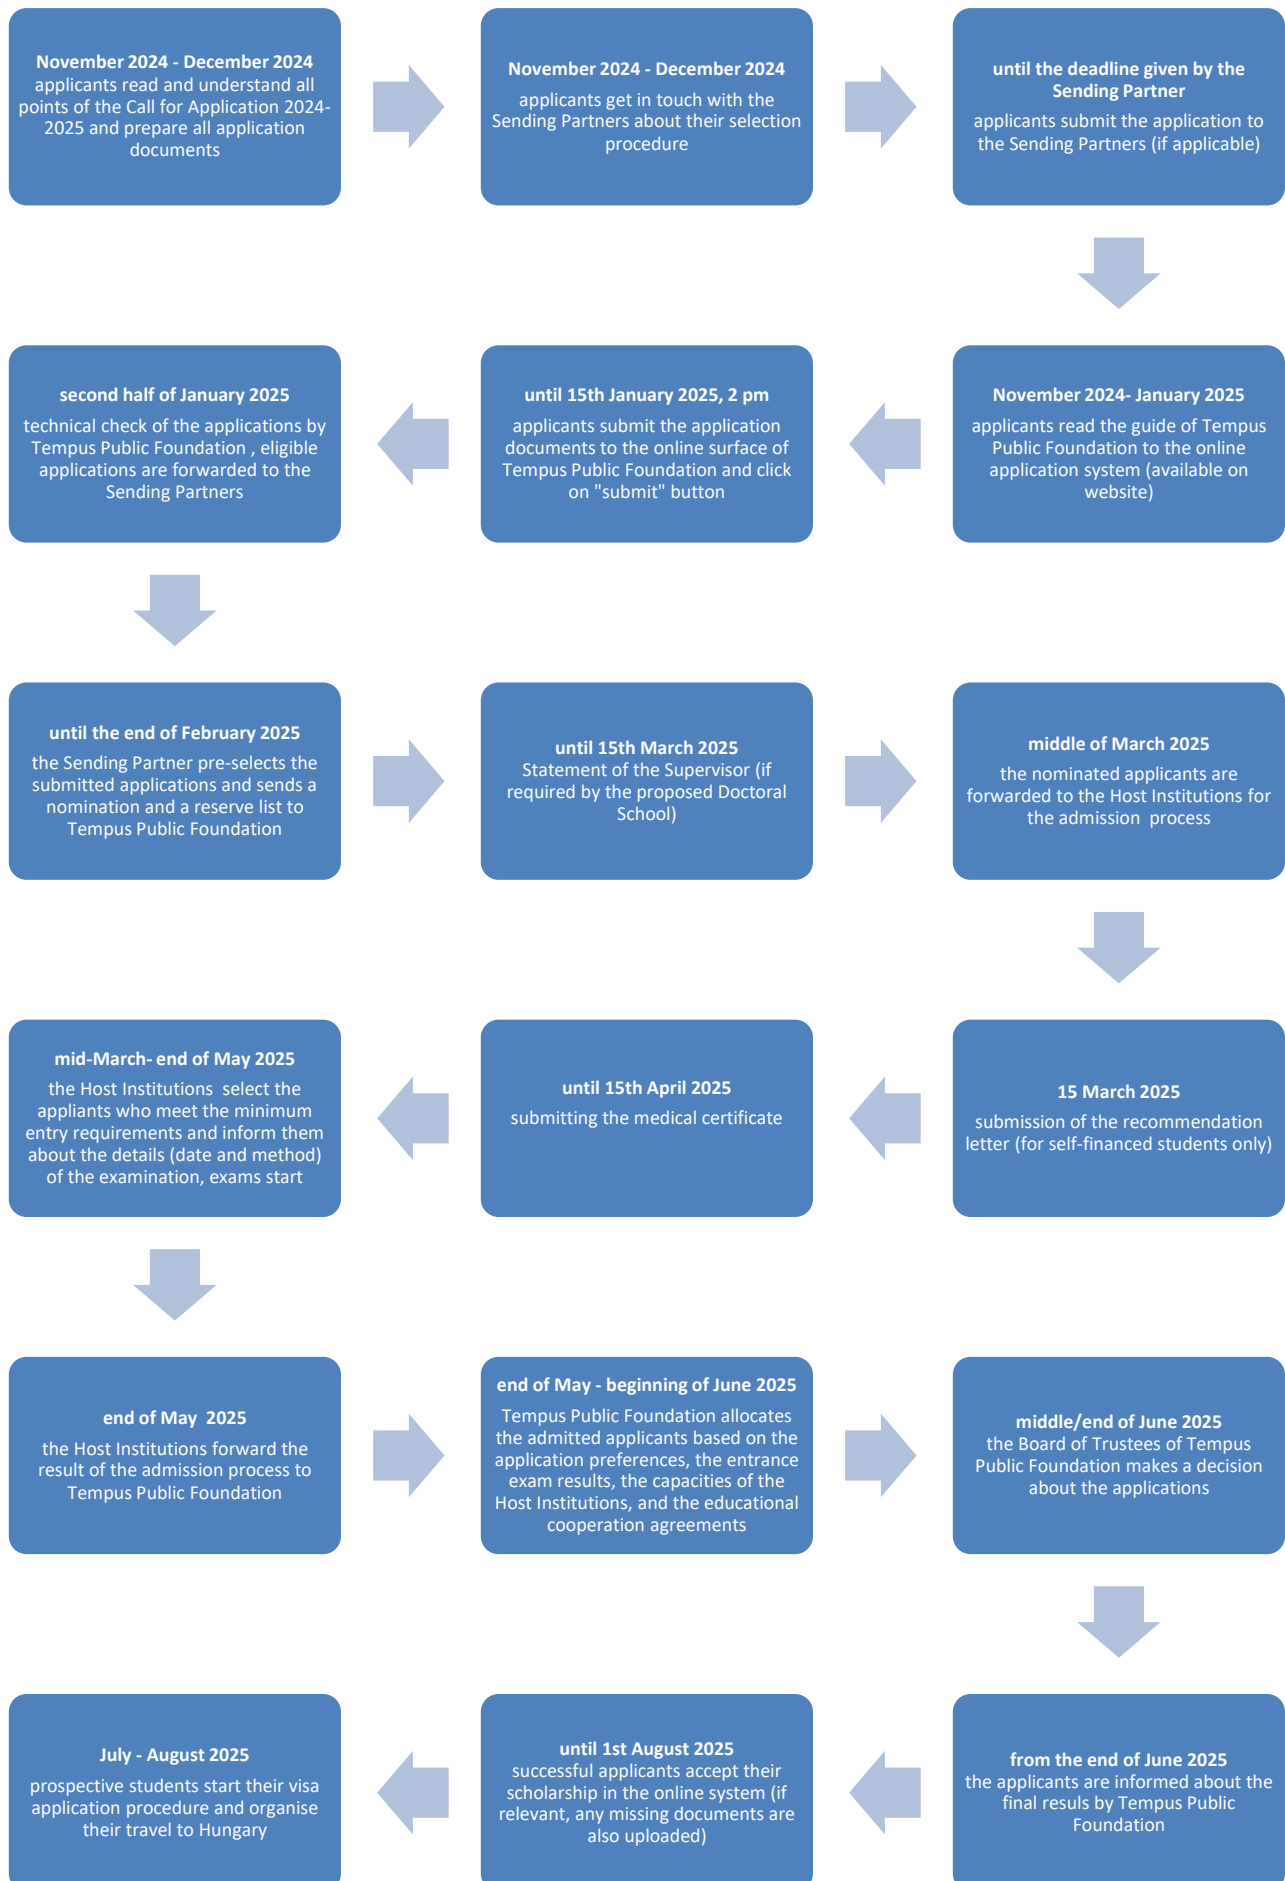 November 2024 - December 2024
applicants read and understand all
points of the Call for Application 2024-
2025 and prepare all application
documents
November 2024 - December 2024
applicants get in touch with the
Sending Partners about their selection
procedure
until the deadline given by the
Sending Partner
applicants submit the application to
the Sending Partners (if applicable)
November 2024- January 2025
applicants read the guide of Tempus
Public Foundation to the online
application system (available on
website)
until 15th January 2025, 2 pm
applicants submit the application
documents to the online surface of
Tempus Public Foundation and click
on "submit" button
second half of January 2025
technical check of the applications by
Tempus Public Foundation , eligible
applications are forwarded to the
Sending Partners
until the end of February 2025
the Sending Partner pre-selects the
submitted applications and sends a
nomination and a reserve list to
Tempus Public Foundation
until 15th March 2025
Statement of the Supervisor (if
required by the proposed Doctoral
School)
middle of March 2025
the nominated applicants are
forwarded to the Host Institutions for
the admission process
15 March 2025
submission of the recommendation
letter (for self-financed students only)
until 15th April 2025
submitting the medical certificate
mid-March- end of May 2025
the Host Institutions select the
appliants who meet the minimum
entry requirements and inform them
about the details (date and method)
of the examination, exams start
end of May 2025
the Host Institutions forward the
result of the admission process to
Tempus Public Foundation
end of May - beginning of June 2025
Tempus Public Foundation allocates
the admitted applicants based on the
application preferences, the entrance
exam results, the capacities of the
Host Institutions, and the educational
cooperation agreements
middle/end of June 2025
the Board of Trustees of Tempus
Public Foundation makes a decision
about the applications
from the end of June 2025
the applicants are informed about the
final resuls by Tempus Public
Foundation
until 1st August 2025
successful applicants accept their
scholarship in the online system (if
relevant, any missing documents are
also uploaded)
July - August 2025
prospective students start their visa
application procedure and organise
their travel to Hungary